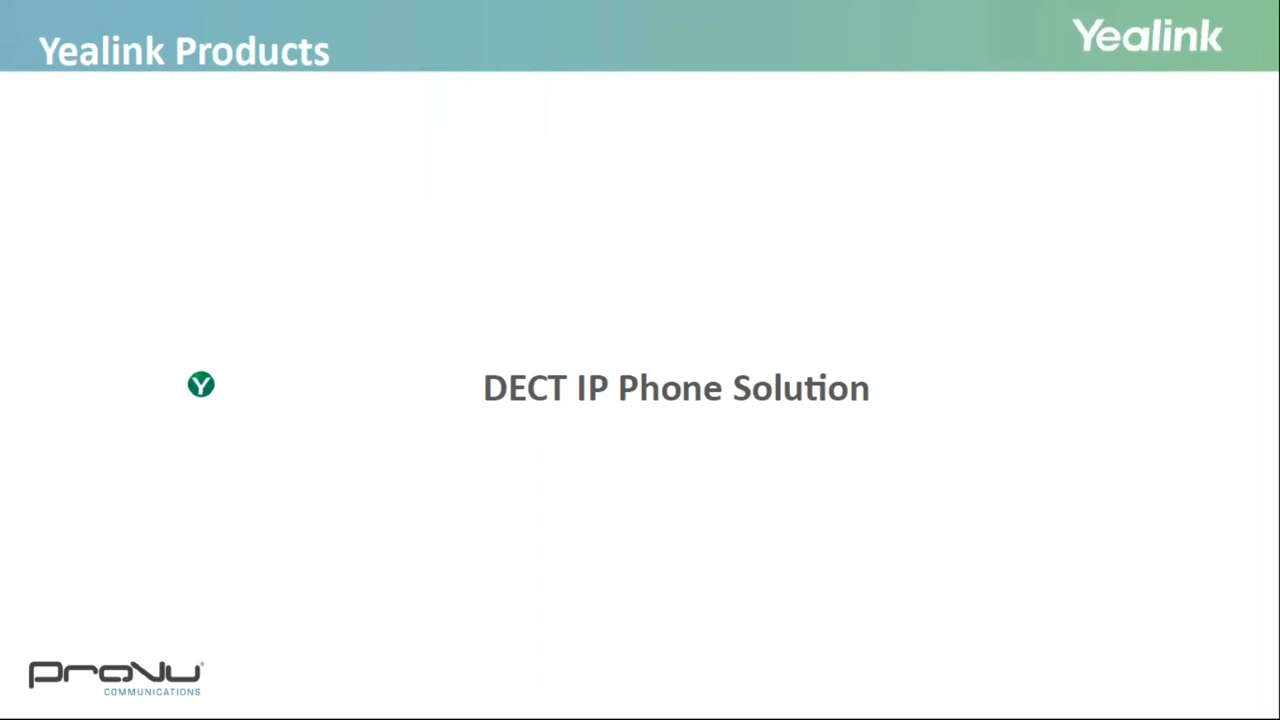 Yealink Products
Yealink
Y
DECT IP Phone Solution
ProVu
COMMUNICATIONS